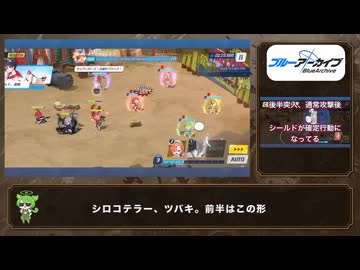 ブルーアーカイブ
BlueArchive
後半突入、通常攻撃後
シールドが確定行動に
なってる
AUTO
シロコテラー、ツバキ。前半はこの形